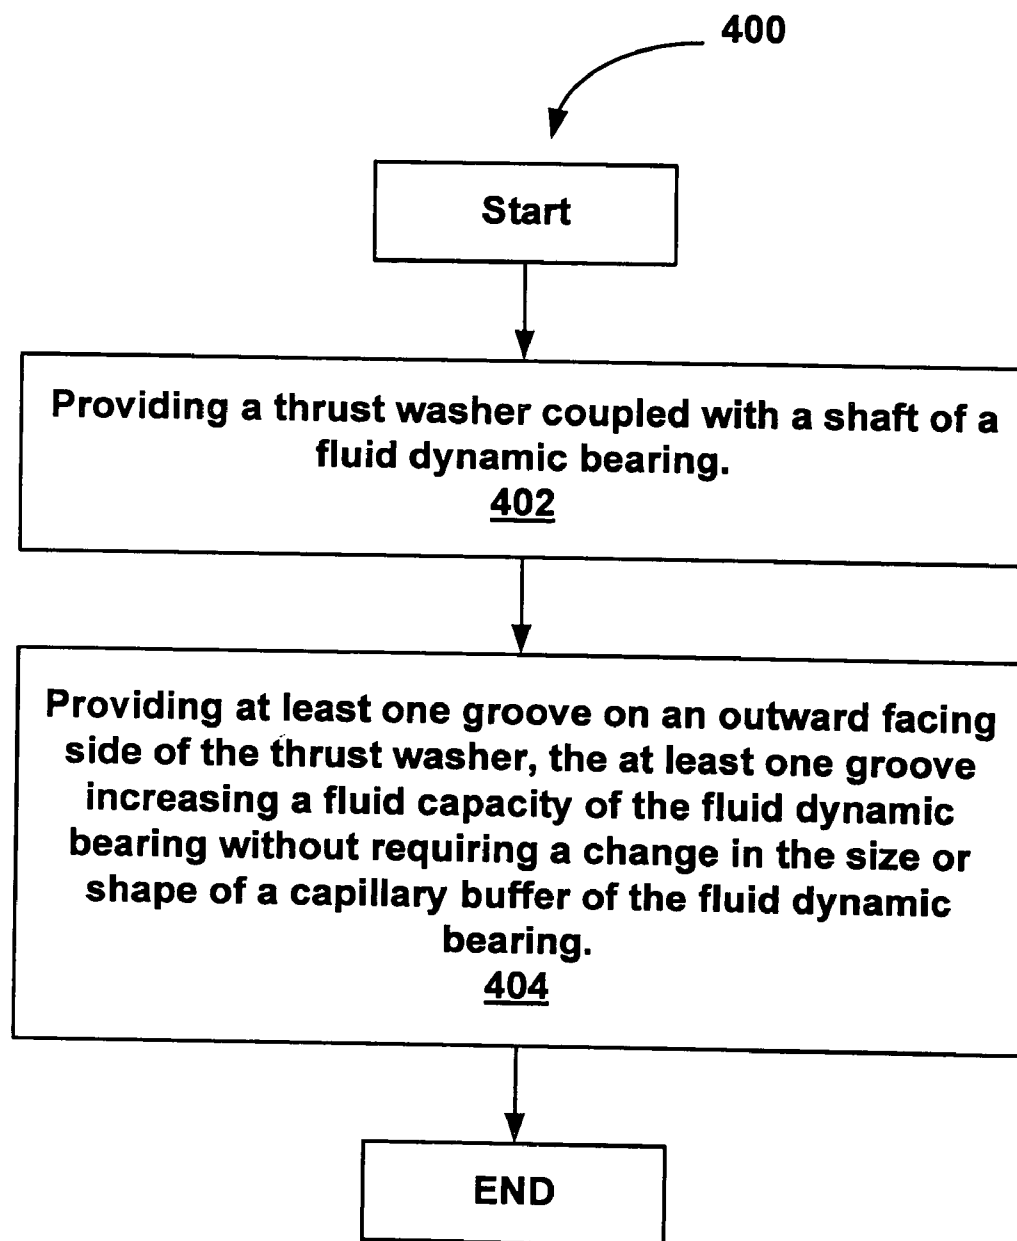 400
Start
Providing a thrust washer coupled with a shaft of a
fluid dynamic bearing.
402
Providing at least one groove on an outward facing
side of the thrust washer, the at least one groove
increasing a fluid capacity of the fluid dynamic
bearing without requiring a change in the size or
shape of a capillary buffer of the fluid dynamic
bearing.
404
END